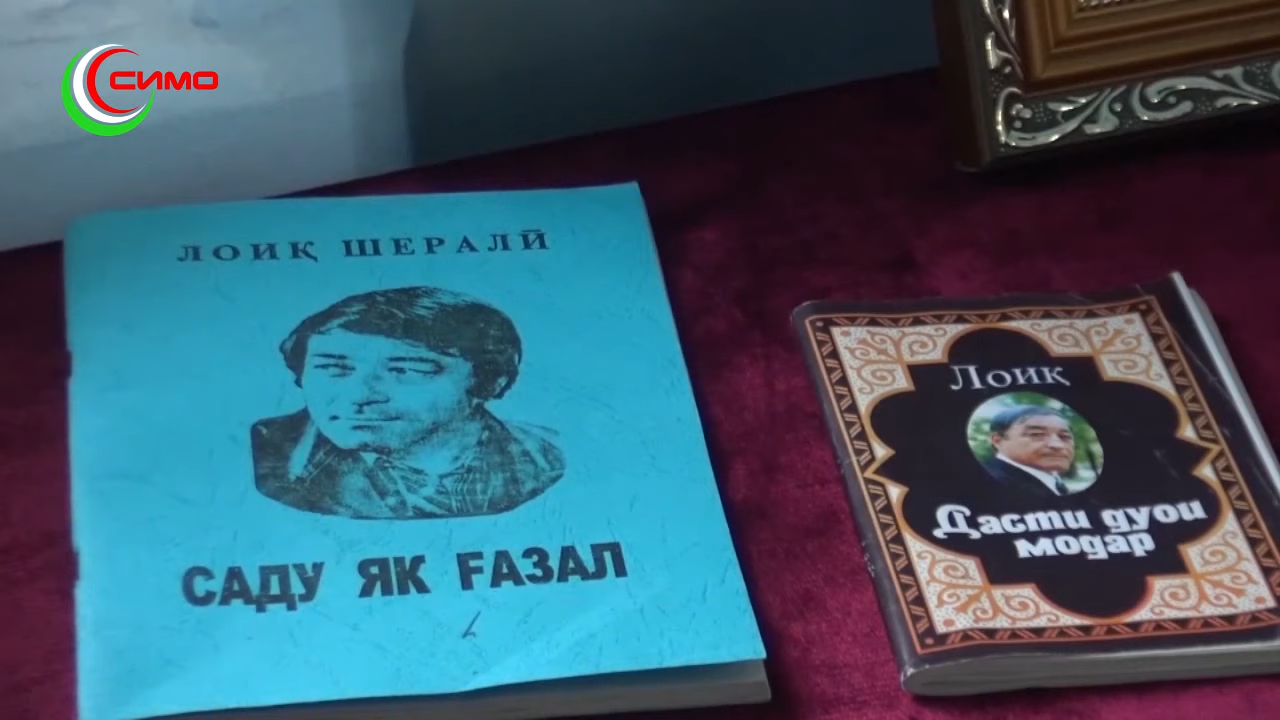 СИМО
ЛОИҚ ШЕРАЛӢ
САДУ ЯК ҒАЗАЛ
Лоиқ
Дасти дуои
модар